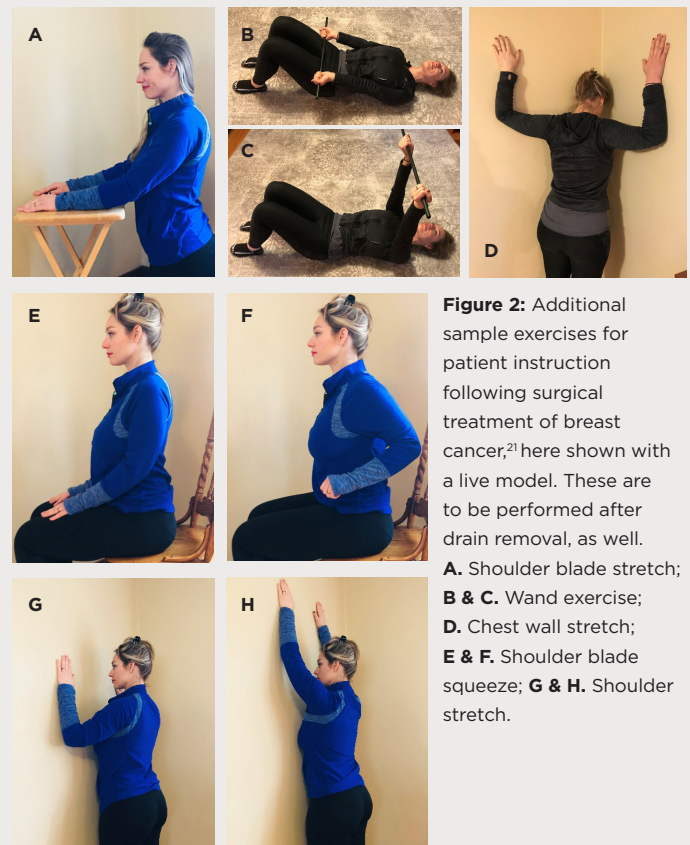 A
B
C
D
E
F
G
H
Figure 2: Additional
sample exercises for
patient instruction
following surgical
treatment of breast
cancer,21 here shown with
a live model. These are
to be performed after
drain removal, as well.
A. Shoulder blade stretch;
B & C. Wand exercise;
D. Chest wall stretch;
E & F. Shoulder blade
squeeze; G & H. Shoulder
stretch.